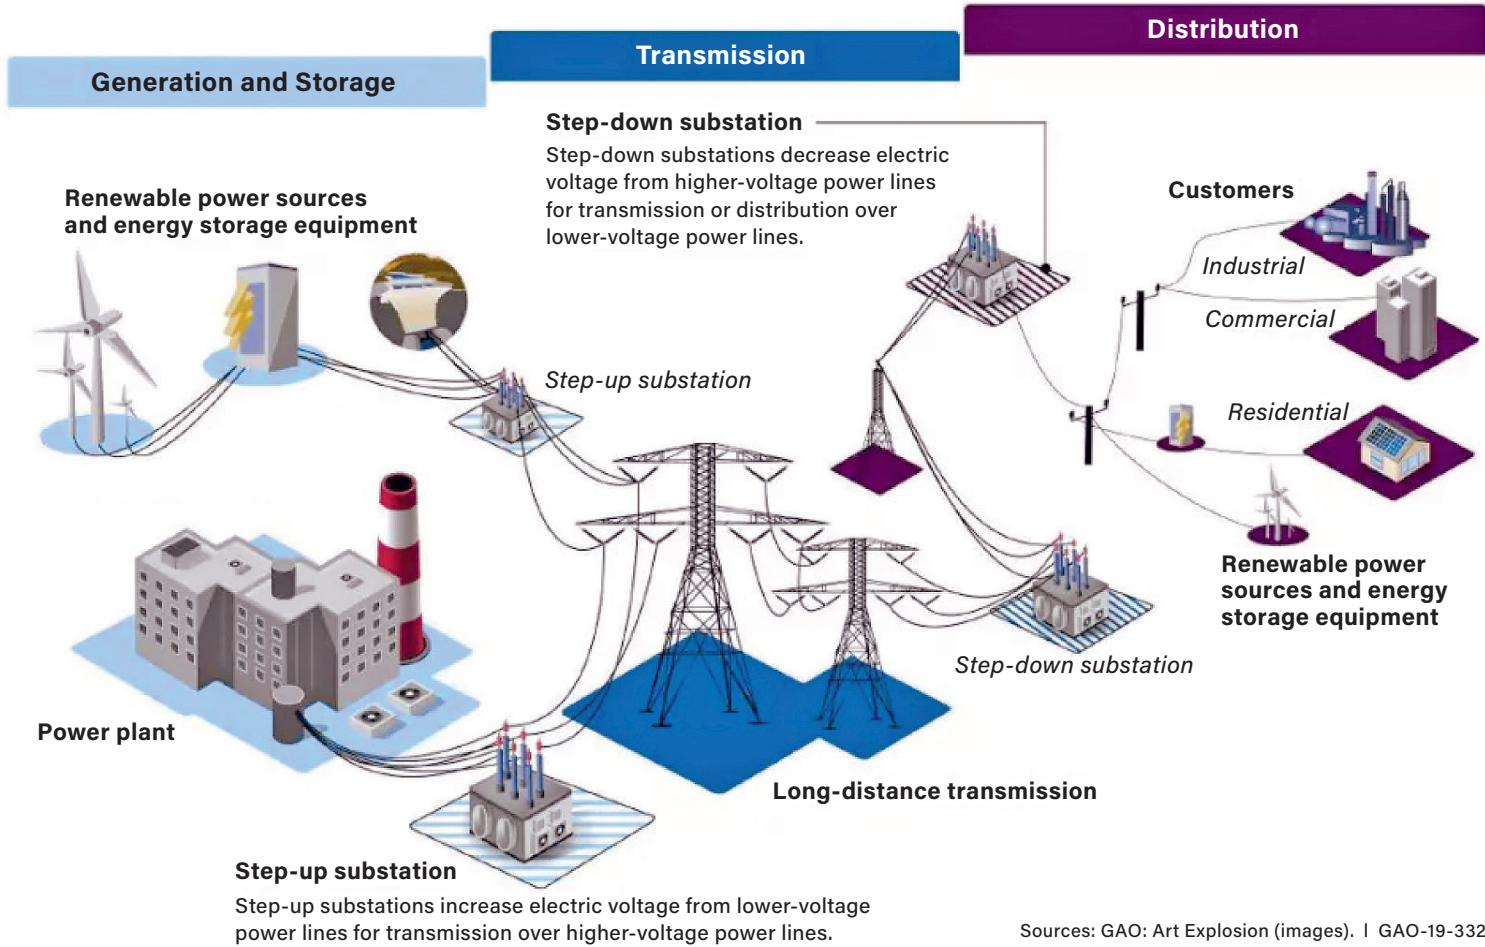 Generation and Storage
Transmission
Distribution
Step-down substation
Step-down substations decrease electric
voltage from higher-voltage power lines
for transmission or distribution over
lower-voltage power lines.
Renewable power sources
and energy storage equipment
Customers
Industrial
Commercial
Step-up substation
Residential
Renewable power
sources and energy
storage equipment
Step-down substation
Power plant
Long-distance transmission
Step-up substation
Step-up substations increase electric voltage from lower-voltage
power lines for transmission over higher-voltage power lines.
Sources: GAO: Art Explosion (images). | GAO-19-332